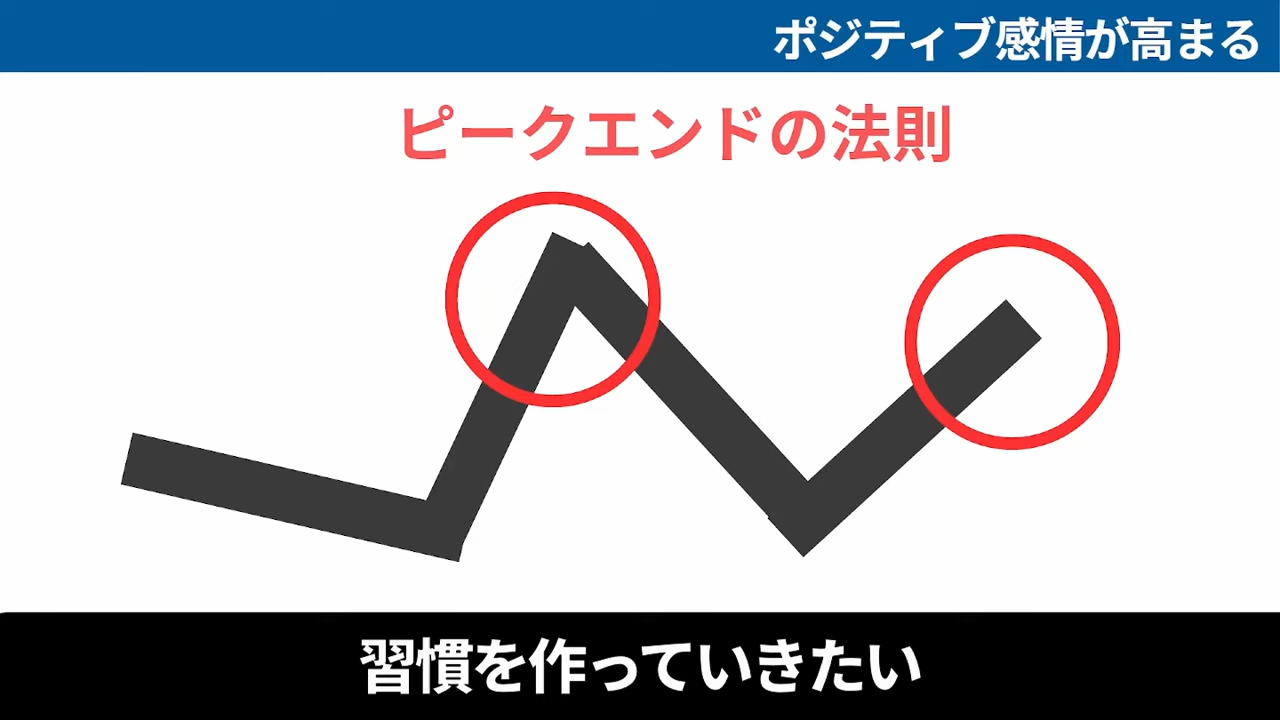 ポジティブ感情が高まる
ピークエンドの法則
習慣を作っていきたい